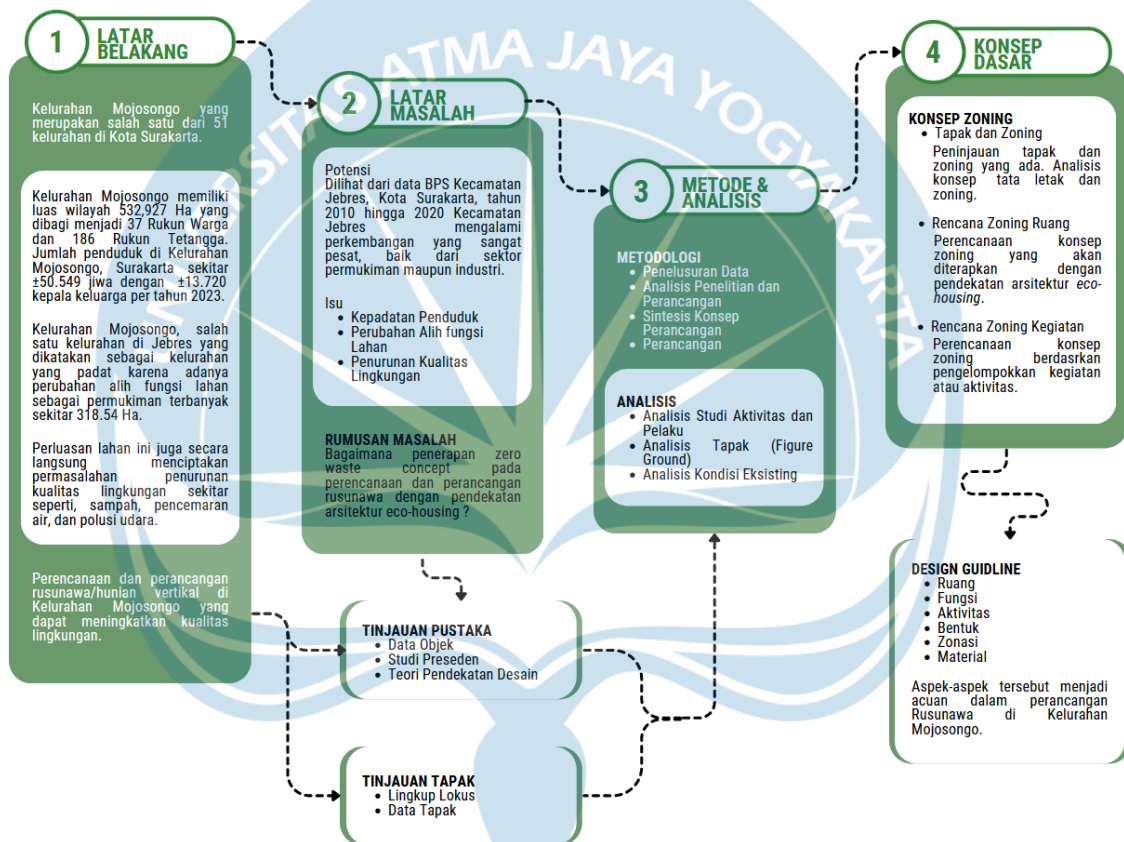 1
LATAR
BELAKANG
Kelurahan Mojosongo yang
merupakan salah satu dari 51
kelurahan di Kota Surakarta.
Kelurahan Mojosongo memiliki
luas wilayah 532,927 Ha yang
dibagi menjadi 37 Rukun Warga
dan 186 Rukun Tetangga.
Jumlah penduduk di Kelurahan
Mojosongo, Surakarta sekitar
±50.549 jiwa dengan ±13.720
kepala keluarga per tahun 2023.
Kelurahan Mojosongo, salah
satu kelurahan di Jebres yang
dikatakan sebagai kelurahan
yang padat karena adanya
perubahan alih fungsi lahan
sebagai permukiman terbanyak
sekitar 318.54 Ha.
Perluasan lahan ini juga secara
langsung menciptakan
permasalahan penurunan
kualitas lingkungan sekitar
seperti, sampah, pencemaran
air, dan polusi udara.
Perencanaan dan perancangan
rusunawa/hunian vertikal di
Kelurahan Mojosongo yang
dapat meningkatkan kualitas
lingkungan.
2
LATAR
MASALAH
Potensi
Dilihat dari data BPS Kecamatan
Jebres, Kota Surakarta, tahun
2010 hingga 2020 Kecamatan
Jebres mengalami
perkembangan yang sangat
pesat, baik dari sektor
permukiman maupun industri.
Isu
• Kepadatan Penduduk
• Perubahan Alih fungsi
Lahan
• Penurunan Kualitas
Lingkungan
RUMUSAN MASALAH
Bagaimana penerapan zero
waste concept pada
perencanaan dan perancangan
rusunawa dengan pendekatan
arsitektur eco-housing ?
TINJAUAN PUSTAKA
• Data Objek
• Studi Preseden
• Teori Pendekatan Desain
TINJAUAN TAPAK
• Lingkup Lokus
• Data Tapak
3
METODE &
ANALISIS
METODOLOGI
• Penelusuran Data
• Analisis Penelitian dan
Perancangan
• Sintesis Konsep
Perancangan
• Perancangan
ANALISIS
• Analisis Studi Aktivitas dan
Pelaku
• Analisis Tapak (Figure
Ground)
• Analisis Kondisi Eksisting
4
KONSEP
DASAR
KONSEP ZONING
• Tapak dan Zoning
Peninjauan tapak dan
zoning yang ada. Analisis
konsep tata letak dan
zoning.
• Rencana Zoning Ruang
Perencanaan konsep
zoning yang akan
diterapkan dengan
pendekatan arsitektur eco-
housing.
• Rencana Zoning Kegiatan
Perencanaan konsep
zoning berdasrkan
pengelompokkan kegiatan
atau aktivitas.
DESIGN GUIDLINE
• Ruang
• Fungsi
• Aktivitas
• Bentuk
• Zonasi
• Material
Aspek-aspek tersebut menjadi
acuan dalam perancangan
Rusunawa di Kelurahan
Mojosongo.
UNIVERSITAS ATMA JAYA YOGYAKARTA